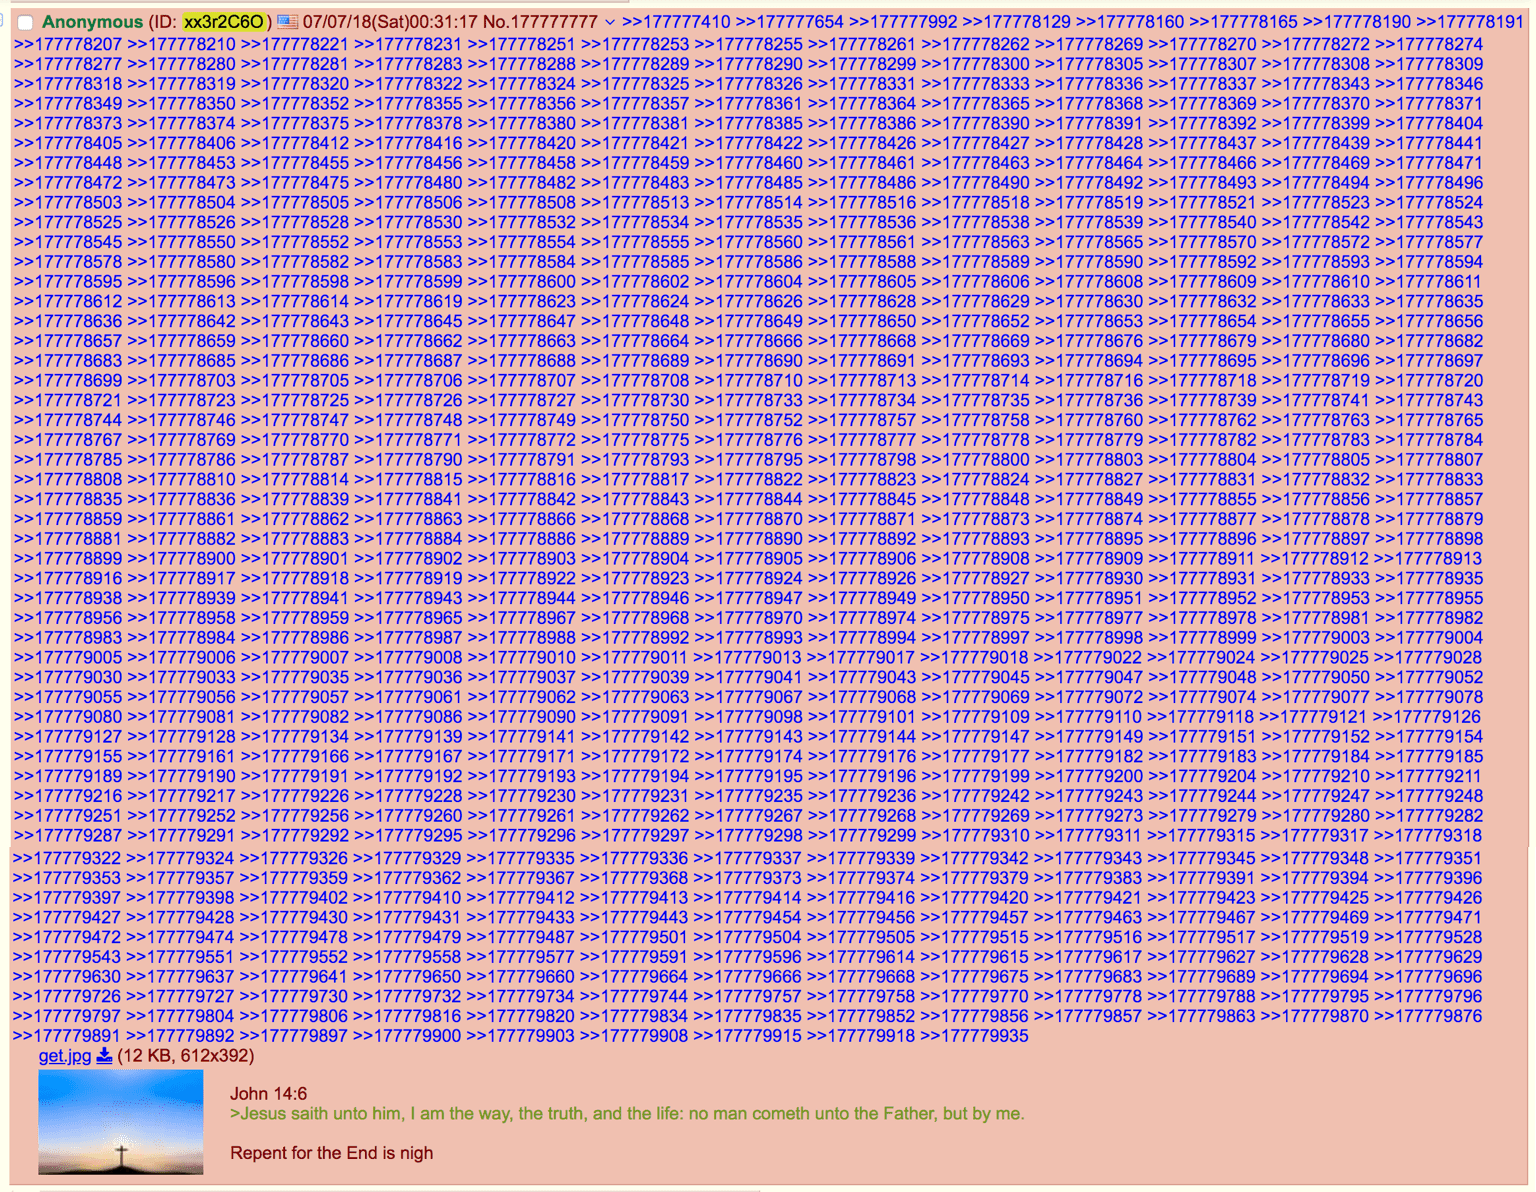 Anonymous (ID: xx3r2C6O) 07/07/18(Sat)00:31:17 No.177777777 >>177777410 >>177777654 >>177777992 >>177778129 >>177778160 >>177778165 >>177778190 >>177778191
>>177778207 >>177778210 >>177778221 >>177778231 >>177778251 >>177778253 >>177778255 >>177778261 >>177778262 >>177778269 >>177778270 >>177778272 >>177778274
>>177778277 >>177778280 >>177778281 >>177778283 >>177778288 >>177778289 >>177778290 >>177778299 >>177778300 >>177778305 >>177778307 >>177778308 >>177778309
>>177778318 >>177778319 >>177778320 >>177778322 >>177778324 >>177778325 >>177778326 >>177778331 >>177778333 >>177778336 >>177778337 >>177778343 >>177778346
>>177778349 >>177778350 >>177778352 >>177778355 >>177778356 >>177778357 >>177778361 >>177778364 >>177778365 >>177778368 >>177778369 >>177778370 >>177778371
>>177778373 >>177778374 >>177778375 >>177778378 >>177778380 >>177778381 >>177778385 >>177778386 >>177778390 >>177778391 >>177778392 >>177778399 >>177778404
>>177778405 >>177778406 >>177778412 >>177778416 >>177778420 >>177778421 >>177778422 >>177778426 >>177778427 >>177778428 >>177778437 >>177778439 >>177778441
>>177778448 >>177778453 >>177778455 >>177778456 >>177778458 >>177778459 >>177778460 >>177778461 >>177778463 >>177778464 >>177778466 >>177778469 >>177778471
>>177778472 >>177778473 >>177778475 >>177778480 >>177778482 >>177778483 >>177778485 >>177778486 >>177778490 >>177778492 >>177778493 >>177778494 >>177778496
>>177778503 >>177778504 >>177778505 >>177778506 >>177778508 >>177778513 >>177778514 >>177778516 >>177778518 >>177778519 >>177778521 >>177778523 >>177778524
>>177778525 >>177778526 >>177778528 >>177778530 >>177778532 >>177778534 >>177778535 >>177778536 >>177778538 >>177778539 >>177778540 >>177778542 >>177778543
>>177778545 >>177778550 >>177778552 >>177778553 >>177778554 >>177778555 >>177778560 >>177778561 >>177778563 >>177778565 >>177778570 >>177778572 >>177778577
>>177778578 >>177778580 >>177778582 >>177778583 >>177778584 >>177778585 >>177778586 >>177778588 >>177778589 >>177778590 >>177778592 >>177778593 >>177778594
>>177778595 >>177778596 >>177778598 >>177778599 >>177778600 >>177778602 >>177778604 >>177778605 >>177778606 >>177778608 >>177778609 >>177778610 >>177778611
>>177778612 >>177778613 >>177778614 >>177778619 >>177778623 >>177778624 >>177778626 >>177778628 >>177778629 >>177778630 >>177778632 >>177778633 >>177778635
>>177778636 >>177778642 >>177778643 >>177778645 >>177778647 >>177778648 >>177778649 >>177778650 >>177778652 >>177778653 >>177778654 >>177778655 >>177778656
>>177778657 >>177778659 >>177778660 >>177778662 >>177778663 >>177778664 >>177778666 >>177778668 >>177778669 >>177778676 >>177778679 >>177778680 >>177778682
>>177778683 >>177778685 >>177778686 >>177778687 >>177778688 >>177778689 >>177778690 >>177778691 >>177778693 >>177778694 >>177778695 >>177778696 >>177778697
>>177778699 >>177778703 >>177778705 >>177778706 >>177778707 >>177778708 >>177778710 >>177778713 >>177778714 >>177778716 >>177778718 >>177778719 >>177778720
>>177778721 >>177778723 >>177778725 >>177778726 >>177778727 >>177778730 >>177778733 >>177778734 >>177778735 >>177778736 >>177778739 >>177778741 >>177778743
>>177778744 >>177778746 >>177778747 >>177778748 >>177778749 >>177778750 >>177778752 >>177778757 >>177778758 >>177778760 >>177778762 >>177778763 >>177778765
>>177778767 >>177778769 >>177778770 >>177778771 >>177778772 >>177778775 >>177778776 >>177778777 >>177778778 >>177778779 >>177778782 >>177778783 >>177778784
>>177778785 >>177778786 >>177778787 >>177778790 >>177778791 >>177778793 >>177778795 >>177778798 >>177778800 >>177778803 >>177778804 >>177778805 >>177778807
>>177778808 >>177778810 >>177778814 >>177778815 >>177778816 >>177778817 >>177778822 >>177778823 >>177778824 >>177778827 >>177778831 >>177778832 >>177778833
>>177778835 >>177778836 >>177778839 >>177778841 >>177778842 >>177778843 >>177778844 >>177778845 >>177778848 >>177778849 >>177778855 >>177778856 >>177778857
>>177778859 >>177778861 >>177778862 >>177778863 >>177778866 >>177778868 >>177778870 >>177778871 >>177778873 >>177778874 >>177778877 >>177778878 >>177778879
>>177778881 >>177778882 >>177778883 >>177778884 >>177778886 >>177778889 >>177778890 >>177778892 >>177778893 >>177778895 >>177778896 >>177778897 >>177778898
>>177778899 >>177778900 >>177778901 >>177778902 >>177778903 >>177778904 >>177778905 >>177778906 >>177778908 >>177778909 >>177778911 >>177778912 >>177778913
>>177778916 >>177778917 >>177778918 >>177778919 >>177778922 >>177778923 >>177778924 >>177778926 >>177778927 >>177778930 >>177778931 >>177778933 >>177778935
>>177778938 >>177778939 >>177778941 >>177778943 >>177778944 >>177778946 >>177778947 >>177778949 >>177778950 >>177778951 >>177778952 >>177778953 >>177778955
>>177778956 >>177778958 >>177778959 >>177778965 >>177778967 >>177778968 >>177778970 >>177778974 >>177778975 >>177778977 >>177778978 >>177778981 >>177778982
>>177778983 >>177778984 >>177778986 >>177778987 >>177778988 >>177778992 >>177778993 >>177778994 >>177778997 >>177778998 >>177778999 >>177779003 >>177779004
>>177779005 >>177779006 >>177779007 >>177779008 >>177779010 >>177779011 >>177779013 >>177779017 >>177779018 >>177779022 >>177779024 >>177779025 >>177779028
>>177779030 >>177779033 >>177779035 >>177779036 >>177779037 >>177779039 >>177779041 >>177779043 >>177779045 >>177779047 >>177779048 >>177779050 >>177779052
>>177779055 >>177779056 >>177779057 >>177779061 >>177779062 >>177779063 >>177779067 >>177779068 >>177779069 >>177779072 >>177779074 >>177779077 >>177779078
>>177779080 >>177779081 >>177779082 >>177779086 >>177779090 >>177779091 >>177779098 >>177779101 >>177779109 >>177779110 >>177779118 >>177779121 >>177779126
>>177779127 >>177779128 >>177779134 >>177779139 >>177779141 >>177779142 >>177779143 >>177779144 >>177779147 >>177779149 >>177779151 >>177779152 >>177779154
>>177779155 >>177779161 >>177779166 >>177779167 >>177779171 >>177779172 >>177779174 >>177779176 >>177779177 >>177779182 >>177779183 >>177779184 >>177779185
>>177779189 >>177779190 >>177779191 >>177779192 >>177779193 >>177779194 >>177779195 >>177779196 >>177779199 >>177779200 >>177779204 >>177779210 >>177779211
>>177779216 >>177779217 >>177779226 >>177779228 >>177779230 >>177779231 >>177779235 >>177779236 >>177779242 >>177779243 >>177779244 >>177779247 >>177779248
>>177779251 >>177779252 >>177779256 >>177779260 >>177779261 >>177779262 >>177779267 >>177779268 >>177779269 >>177779273 >>177779279 >>177779280 >>177779282
>>177779287 >>177779291 >>177779292 >>177779295 >>177779296 >>177779297 >>177779298 >>177779299 >>177779310 >>177779311 >>177779315 >>177779317 >>177779318
>>177779322 >>177779324 >>177779326 >>177779329 >>177779335 >>177779336 >>177779337 >>177779339 >>177779342 >>177779343 >>177779345 >>177779348 >>177779351
>>177779353 >>177779357 >>177779359 >>177779362 >>177779367 >>177779368 >>177779373 >>177779374 >>177779379 >>177779383 >>177779391 >>177779394 >>177779396
>>177779397 >>177779398 >>177779402 >>177779410 >>177779412 >>177779413 >>177779414 >>177779416 >>177779420 >>177779421 >>177779423 >>177779425 >>177779426
>>177779427 >>177779428 >>177779430 >>177779431 >>177779433 >>177779443 >>177779454 >>177779456 >>177779457 >>177779463 >>177779467 >>177779469 >>177779471
>>177779472 >>177779474 >>177779478 >>177779479 >>177779487 >>177779501 >>177779504 >>177779505 >>177779515 >>177779516 >>177779517 >>177779519 >>177779528
>>177779543 >>177779551 >>177779552 >>177779558 >>177779577 >>177779591 >>177779596 >>177779614 >>177779615 >>177779617 >>177779627 >>177779628 >>177779629
>>177779630 >>177779637 >>177779641 >>177779650 >>177779660 >>177779664 >>177779666 >>177779668 >>177779675 >>177779683 >>177779689 >>177779694 >>177779696
>>177779726 >>177779727 >>177779730 >>177779732 >>177779734 >>177779744 >>177779757 >>177779758 >>177779770 >>177779778 >>177779788 >>177779795 >>177779796
>>177779797 >>177779804 >>177779806 >>177779816 >>177779820 >>177779834 >>177779835 >>177779852 >>177779856 >>177779857 >>177779863 >>177779870 >>177779876
>>177779891 >>177779892 >>177779897 >>177779900 >>177779903 >>177779908 >>177779915 >>177779918 >>177779935
get.jpg (12 KB, 612x392)
John 14:6
>Jesus saith unto him, I am the way, the truth, and the life: no man cometh unto the Father, but by me.
Repent for the End is nigh